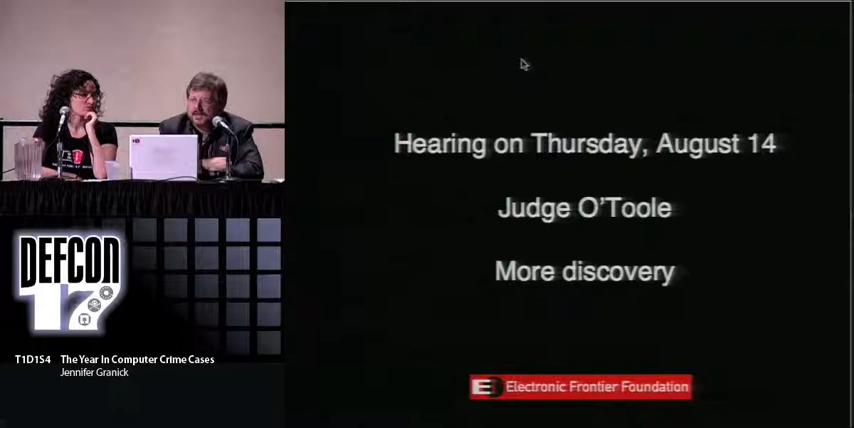 Hearing on Thursday, August 14
Judge O'Toole
More discovery
DEFCON
17
T1D1S4 The Year In Computer Crime Cases
Jennifer Granick
Electronic Frontier Foundation